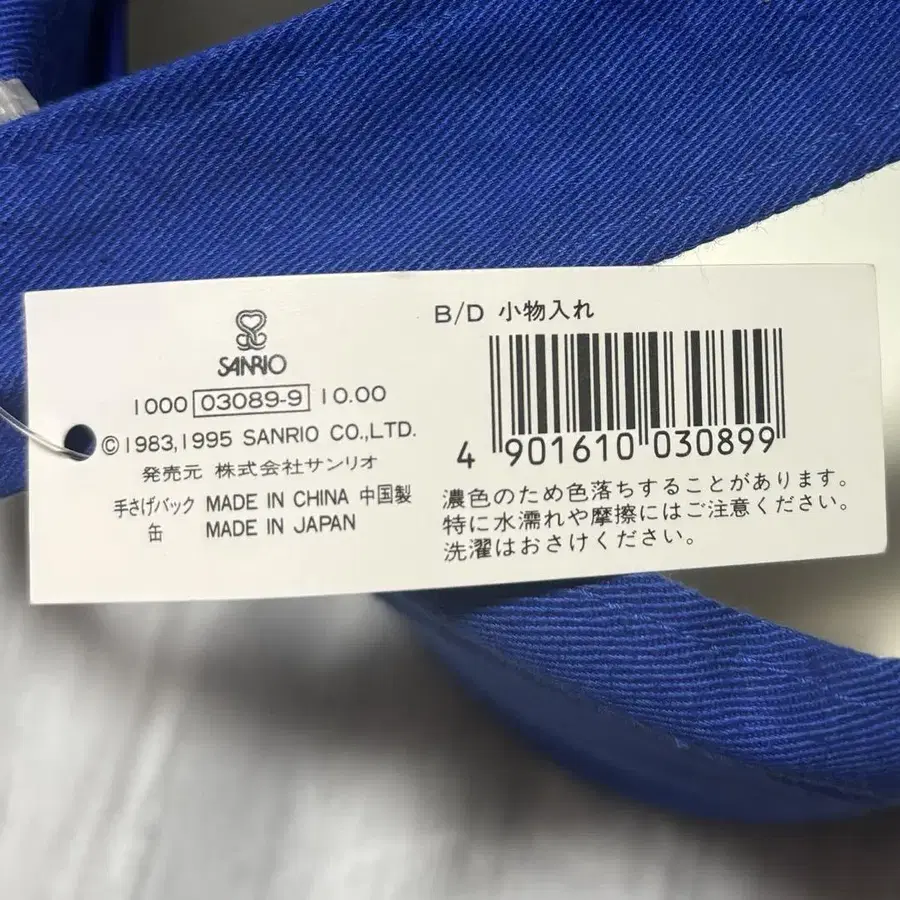 SANRIO
1000 03089-9 10.00
©1983,1995 SANRIO CO.,LTD.
発売元 株式会社サンリオ
手さげバック MADE IN CHINA 中国製
缶 MADE IN JAPAN
B/D 小物入れ
4 901610 030899
濃色のため色落ちすることがあります。
特に水濡れや摩擦にはご注意ください。
洗濯はおさけください。